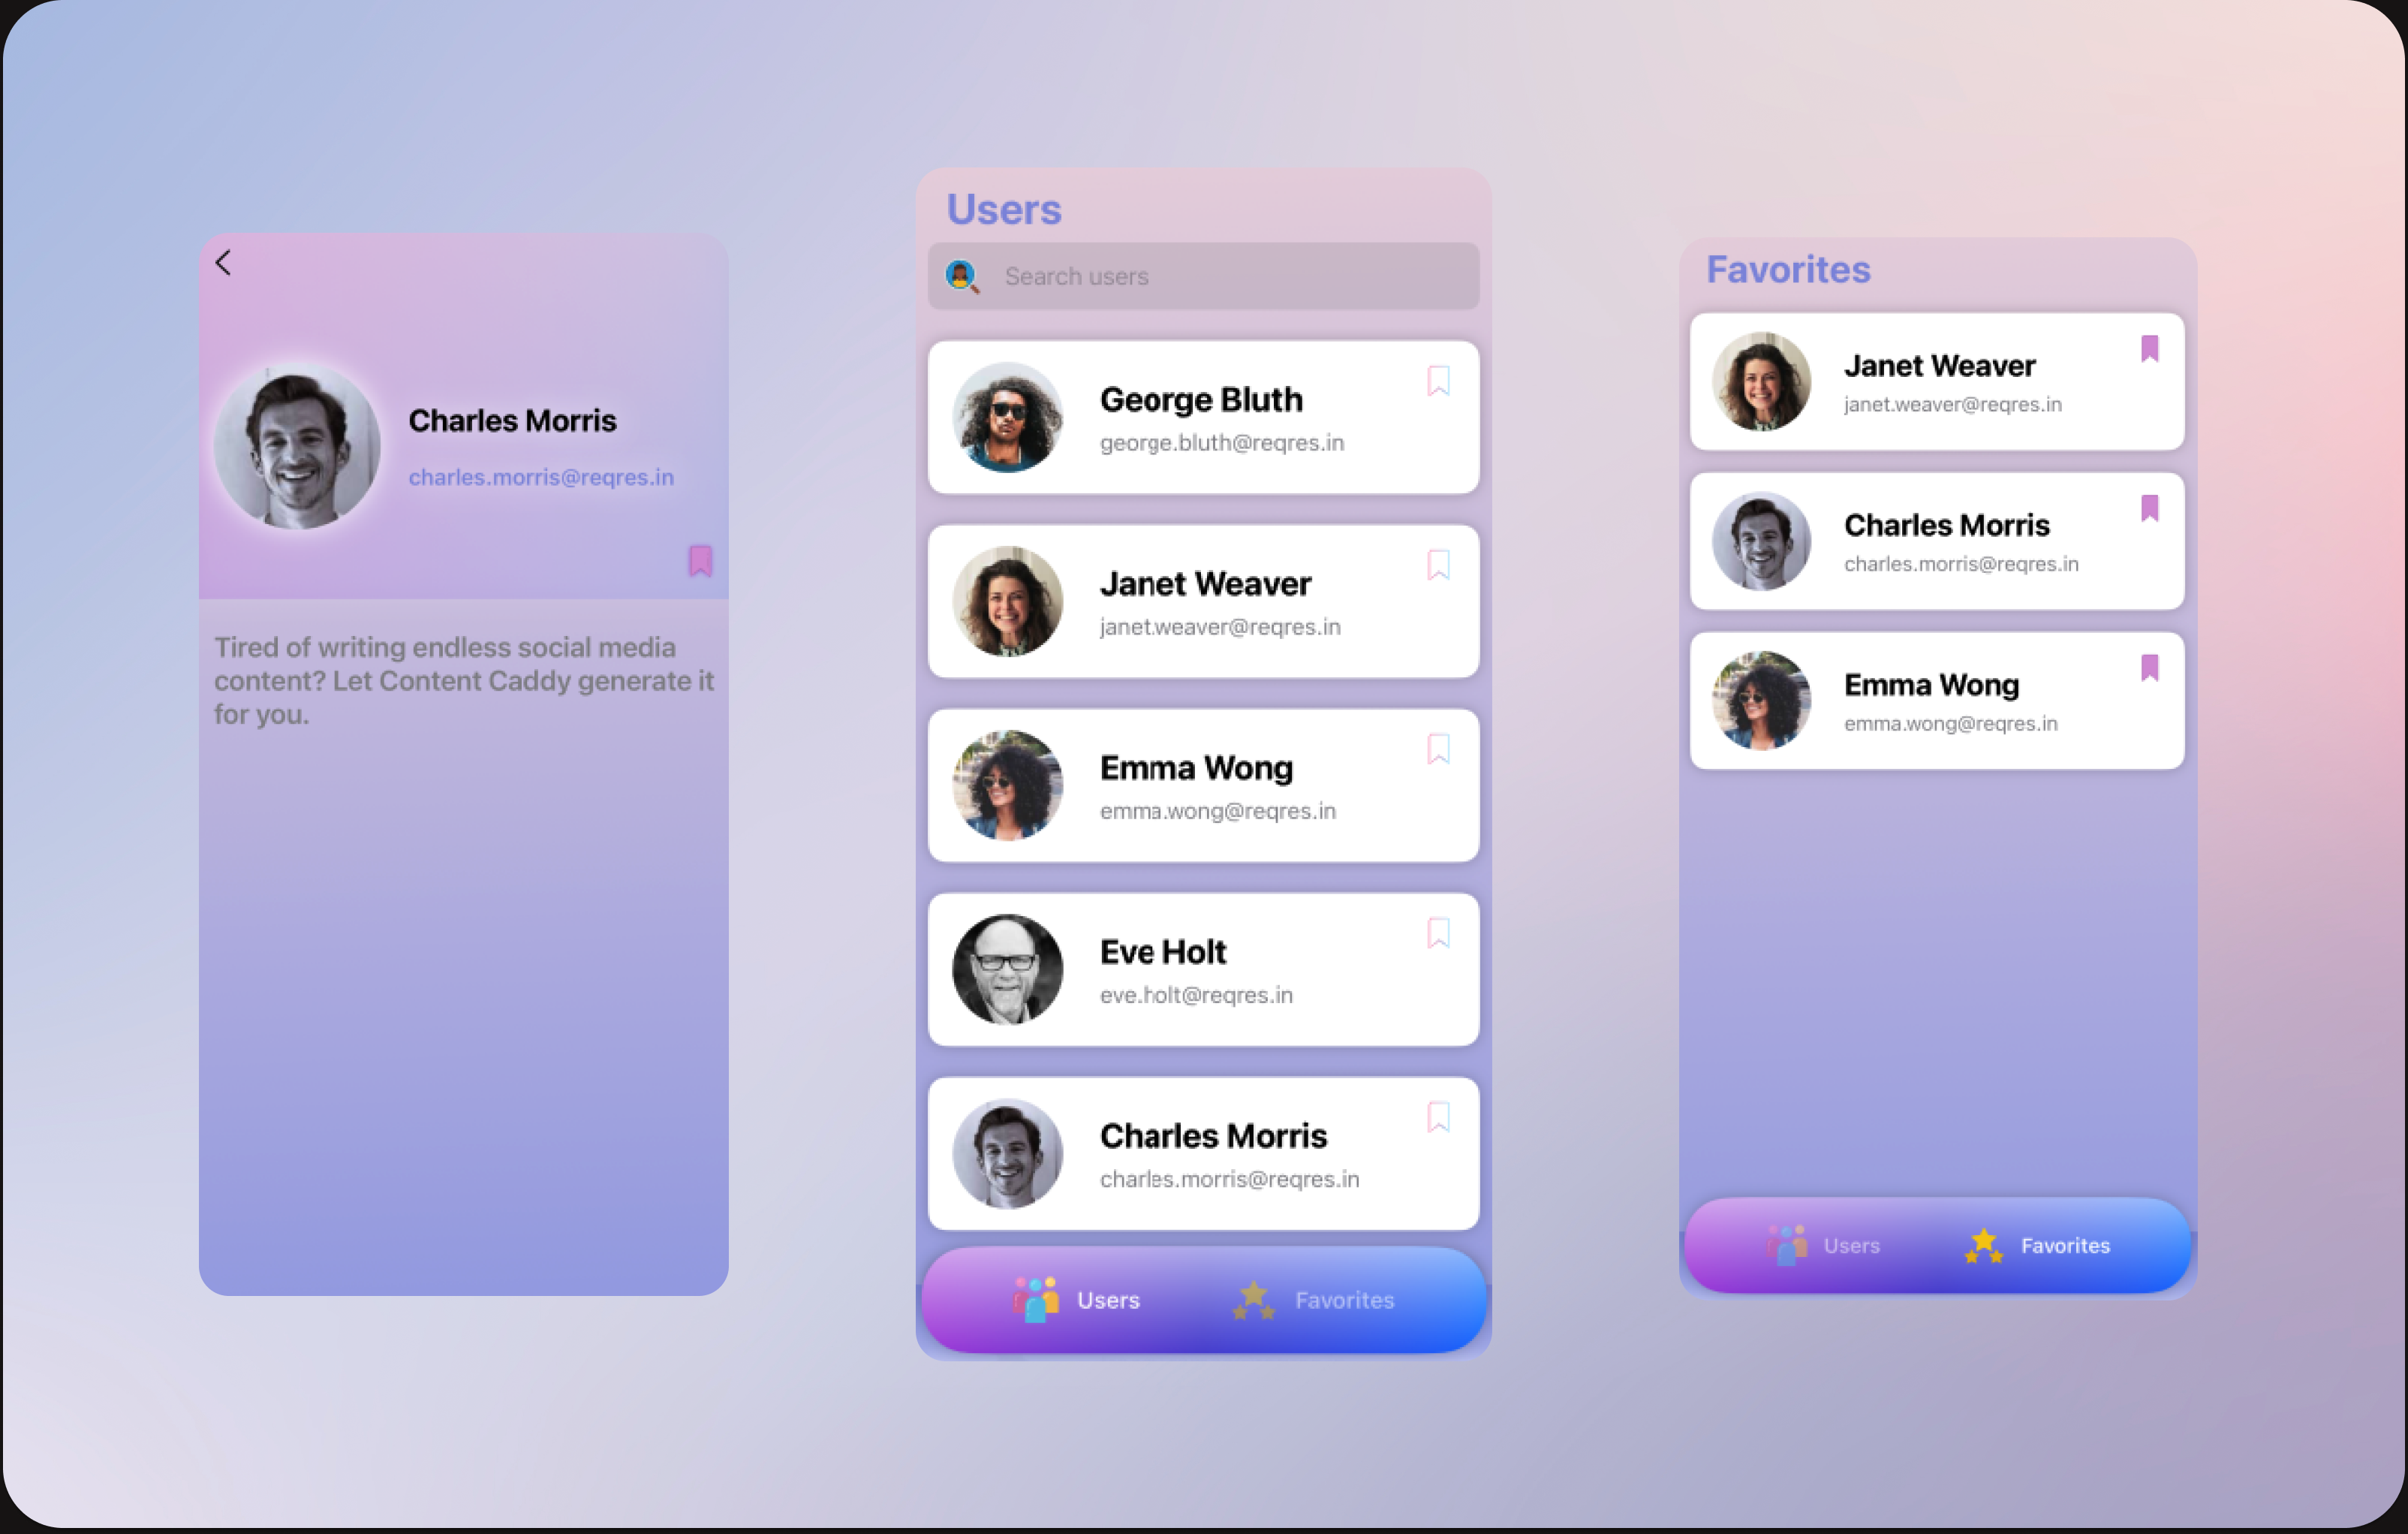 Charles Morris
charles.morris@reqres.in
Tired of writing endless social media
content? Let Content Caddy generate it
for you.
Users
Search users
George Bluth
george.bluth@reqres.in
Janet Weaver
janet.weaver@reqres.in
Emma Wong
emma.wong@reqres.in
Eve Holt
eve.holt@reqres.in
Charles Morris
charles.morris@reqres.in
Users Favorites
Favorites
Janet Weaver
janet.weaver@reqres.in
Charles Morris
charles.morris@reqres.in
Emma Wong
emma.wong@reqres.in
Users Favorites